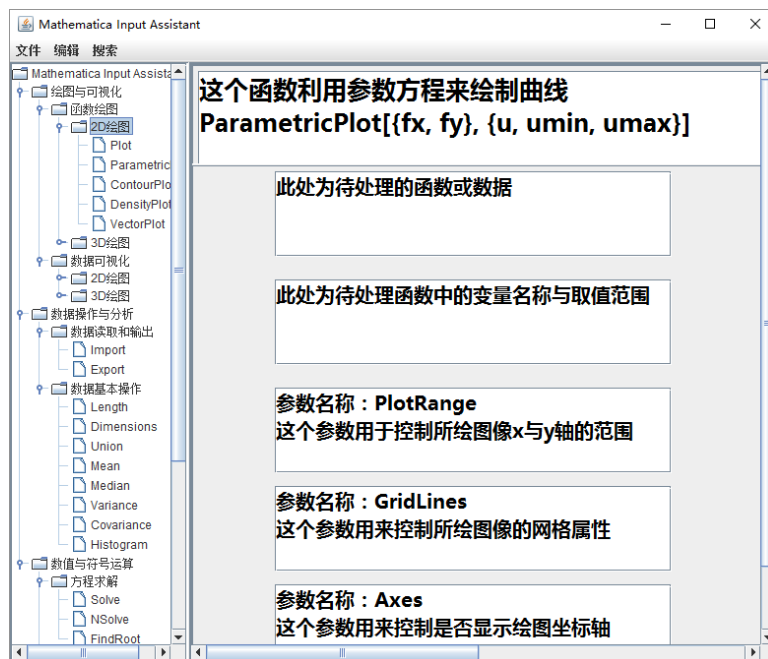 Mathematica Input Assistant
文件 编辑 搜索
Mathematica Input Assista
绘图与可视化
函数绘图
2D绘图
Plot
Parametric
ContourPlo
DensityPlot
VectorPlot
3D绘图
数据可视化
2D绘图
3D绘图
数据操作与分析
数据读取和输出
Import
Export
数据基本操作
Length
Dimensions
Union
Mean
Median
Variance
Covariance
Histogram
数值与符号运算
方程求解
Solve
NSolve
FindRoot
这个函数利用参数方程来绘制曲线
ParametricPlot[{fx, fy}, {u, umin, umax}]
此处为待处理的函数或数据
此处为待处理函数中的变量名称与取值范围
参数名称：PlotRange
这个参数用于控制所绘图像x与y轴的范围
参数名称：GridLines
这个参数用来控制所绘图像的网格属性
参数名称：Axes
这个参数用来控制是否显示绘图坐标轴